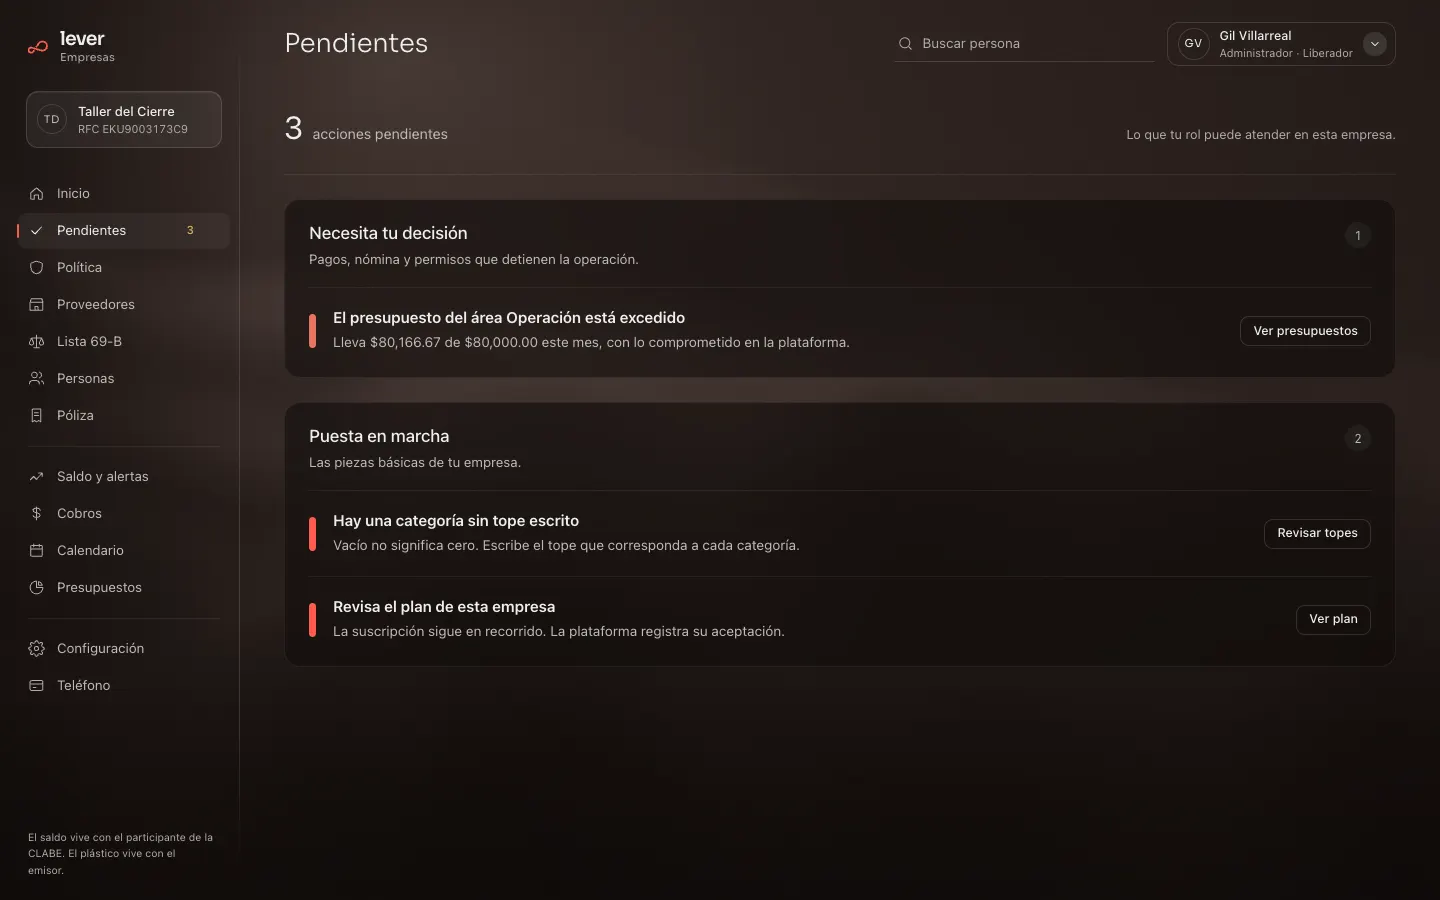 lever
Empresas
TD
Taller del Cierre
RFC EKU9003173C9
Inicio
Pendientes
3
Política
Proveedores
Lista 69-B
Personas
Póliza
Saldo y alertas
Cobros
Calendario
Presupuestos
Configuración
Teléfono
El saldo vive con el participante de la
CLABE. El plástico vive con el
emisor.
Pendientes
Buscar persona
GV
Gil Villarreal
Administrador · Liberador
3 acciones pendientes
Lo que tu rol puede atender en esta empresa.
Necesita tu decisión
1
Pagos, nómina y permisos que detienen la operación.
El presupuesto del área Operación está excedido
Lleva $80,166.67 de $80,000.00 este mes, con lo comprometido en la plataforma.
Ver presupuestos
Puesta en marcha
2
Las piezas básicas de tu empresa.
Hay una categoría sin tope escrito
Vacío no significa cero. Escribe el tope que corresponda a cada categoría.
Revisar topes
Revisa el plan de esta empresa
La suscripción sigue en recorrido. La plataforma registra su aceptación.
Ver plan